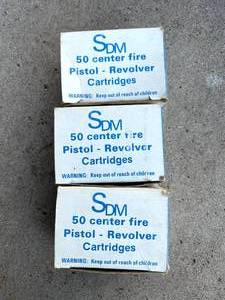 SDM
50 center fire
Pistol - Revolver
Cartridges
WARNING: Keep out of reach of children
SDM
50 center fire
Pistol - Revolver
Cartridges
WARNING: Keep out of reach of children
SDM
50 center fire
Pistol - Revolver
Cartridges
WARNING: Keep out of reach of children